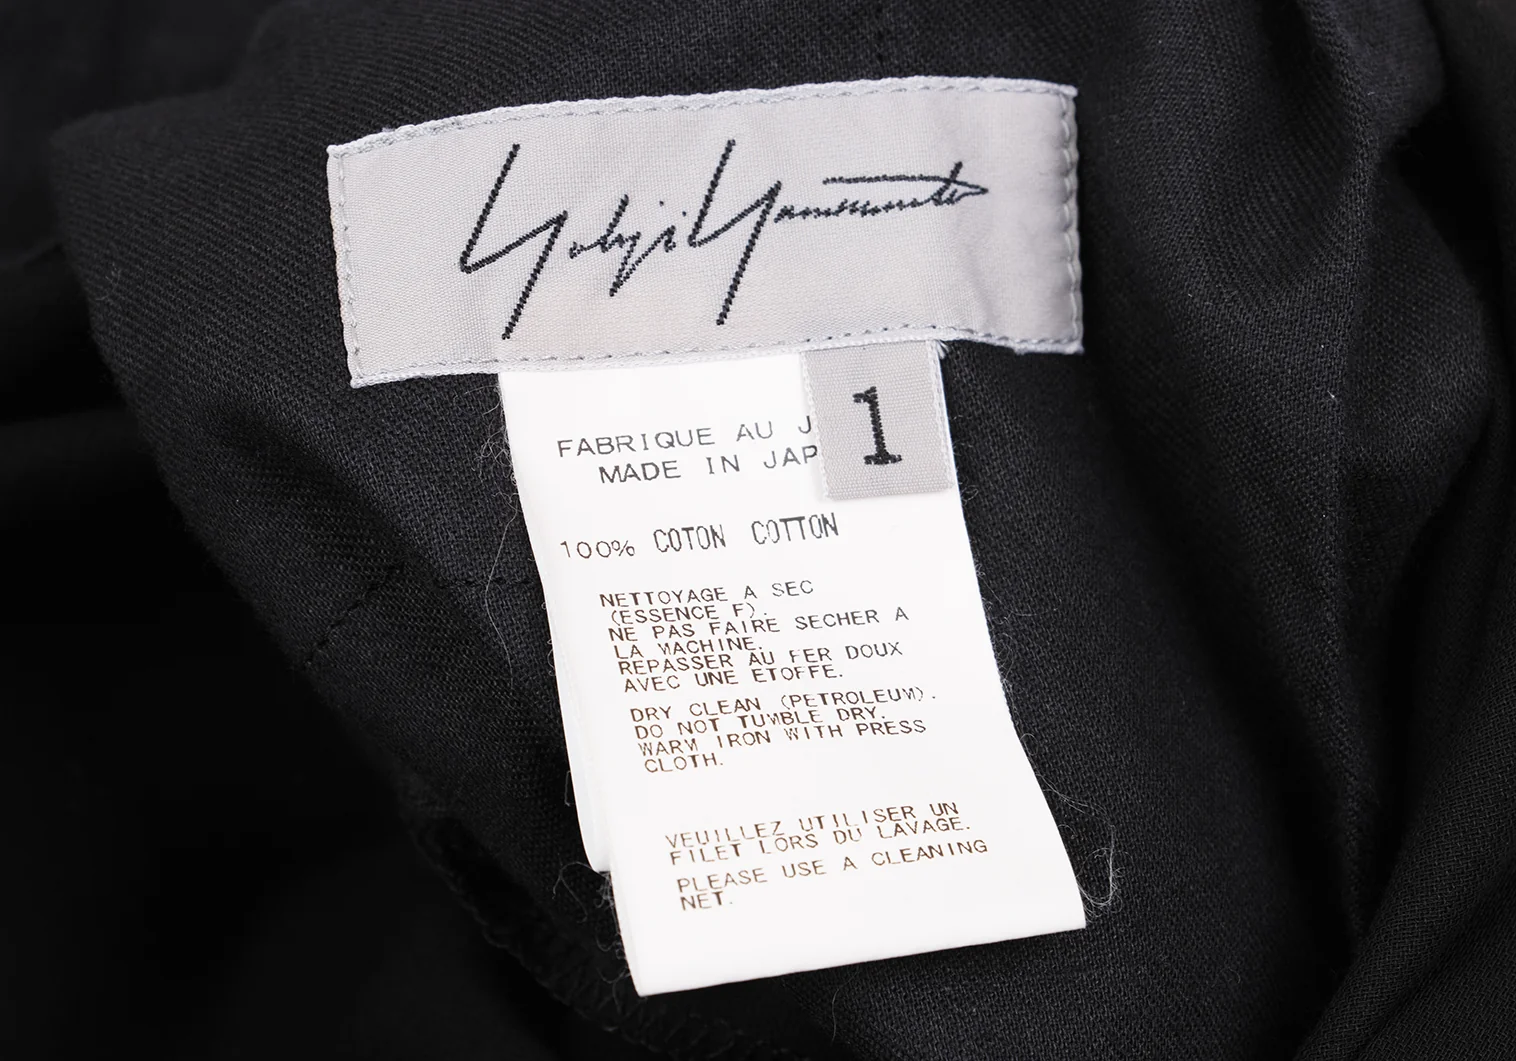 Yohji Yamamoto
1
FABRIQUE AU J
MADE IN JAP
100% COTON COTTON
NETTOYAGE A SEC
(ESSENCE F).
NE PAS FAIRE SECHER A
LA MACHINE.
REPASSER AU FER DOUX
AVEC UNE ETOFFE.
DRY CLEAN (PETROLEUM).
DO NOT TUMBLE DRY.
WARM IRON WITH PRESS
CLOTH.
VEUILLEZ UTILISER UN
FILET LORS DU LAVAGE.
PLEASE USE A CLEANING
NET.